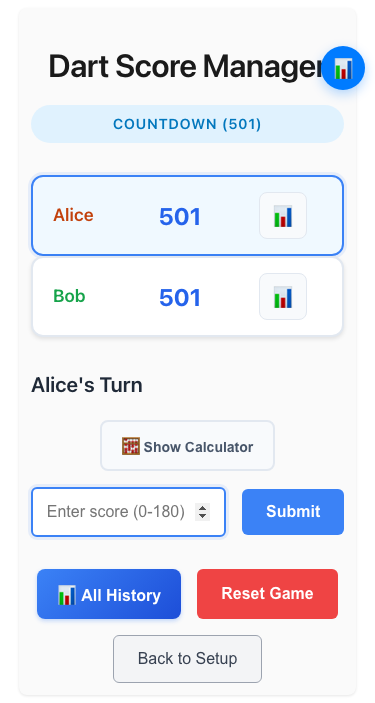 Dart Score Manager
COUNTDOWN (501)
Alice 501
Bob 501
Alice's Turn
Show Calculator
Enter score (0-180) Submit
All History Reset Game
Back to Setup